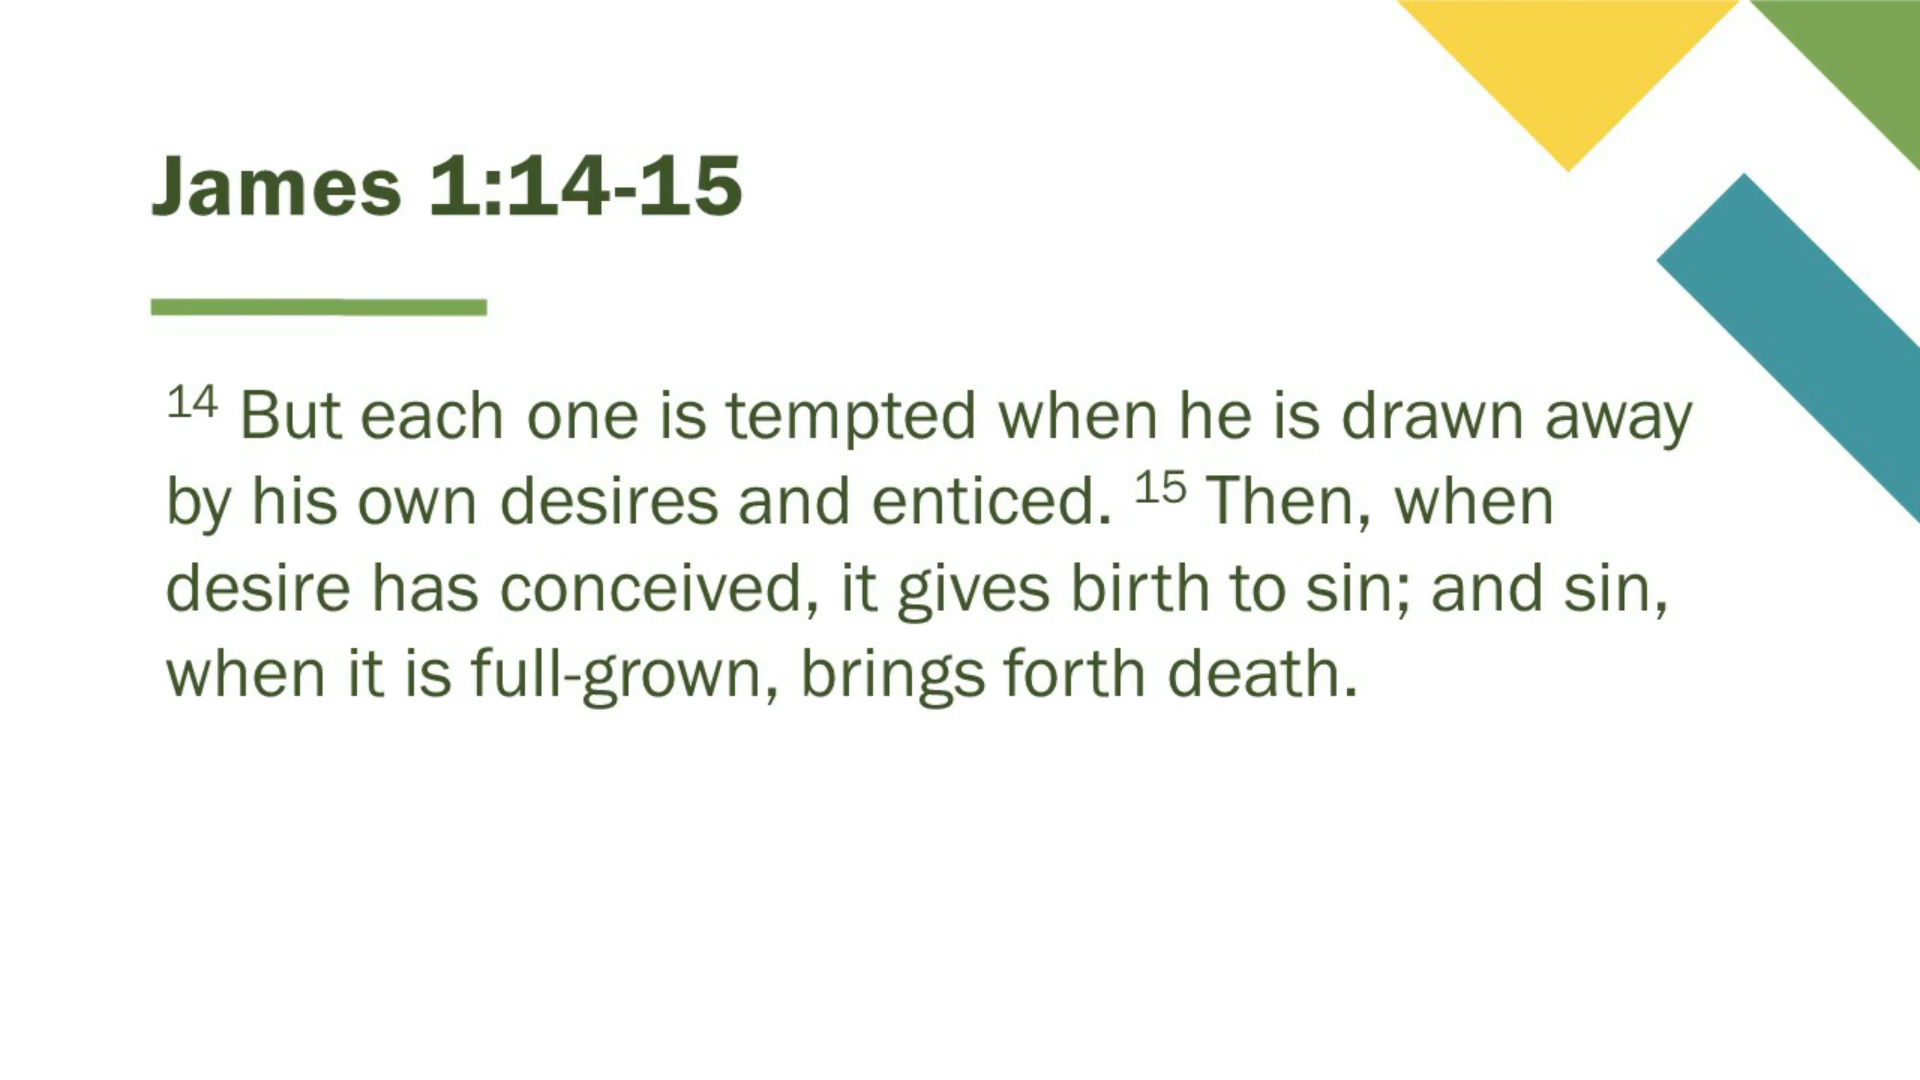 James 1:14-15
14 But each one is tempted when he is drawn away
by his own desires and enticed. 15 Then, when
desire has conceived, it gives birth to sin; and sin,
when it is full-grown, brings forth death.